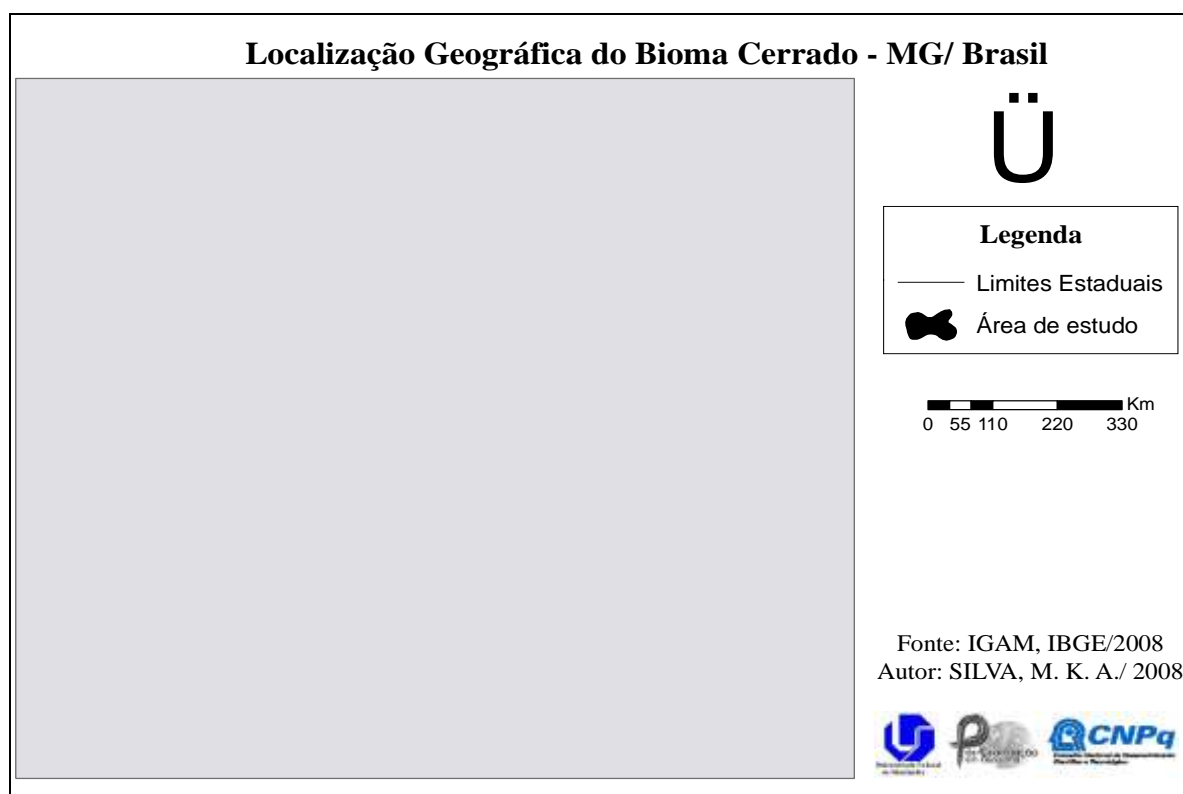 Localização Geográfica do Bioma Cerrado - MG/ Brasil
Ü
Legenda
Limites Estaduais
Área de estudo
Km
0 55 110 220 330
Fonte: IGAM, IBGE/2008
Autor: SILVA, M. K. A./ 2008
CNPq